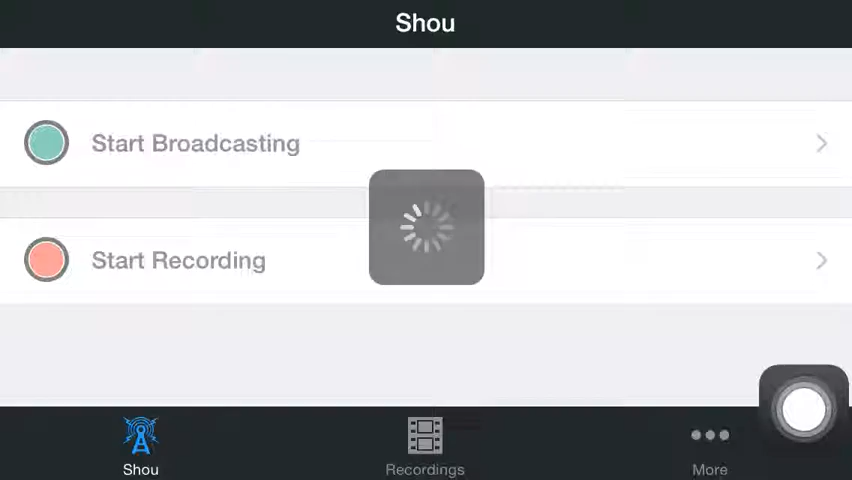 Shou
Start Broadcasting
Start Recording
Shou
Recordings
More